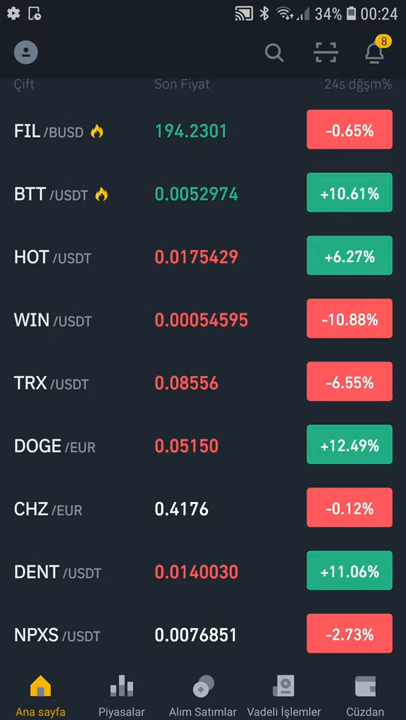 34% 00:24
8
Çift Son Fiyat 24s dğşm%
FIL /BUSD 194.2301 -0.65%
BTT /USDT 0.0052974 +10.61%
HOT /USDT 0.0175429 +6.27%
WIN /USDT 0.00054595 -10.88%
TRX /USDT 0.08556 -6.55%
DOGE /EUR 0.05150 +12.49%
CHZ /EUR 0.4176 -0.12%
DENT /USDT 0.0140030 +11.06%
NPXS /USDT 0.0076851 -2.73%
Ana sayfa Piyasalar Alım Satımlar Vadeli İşlemler Cüzdan